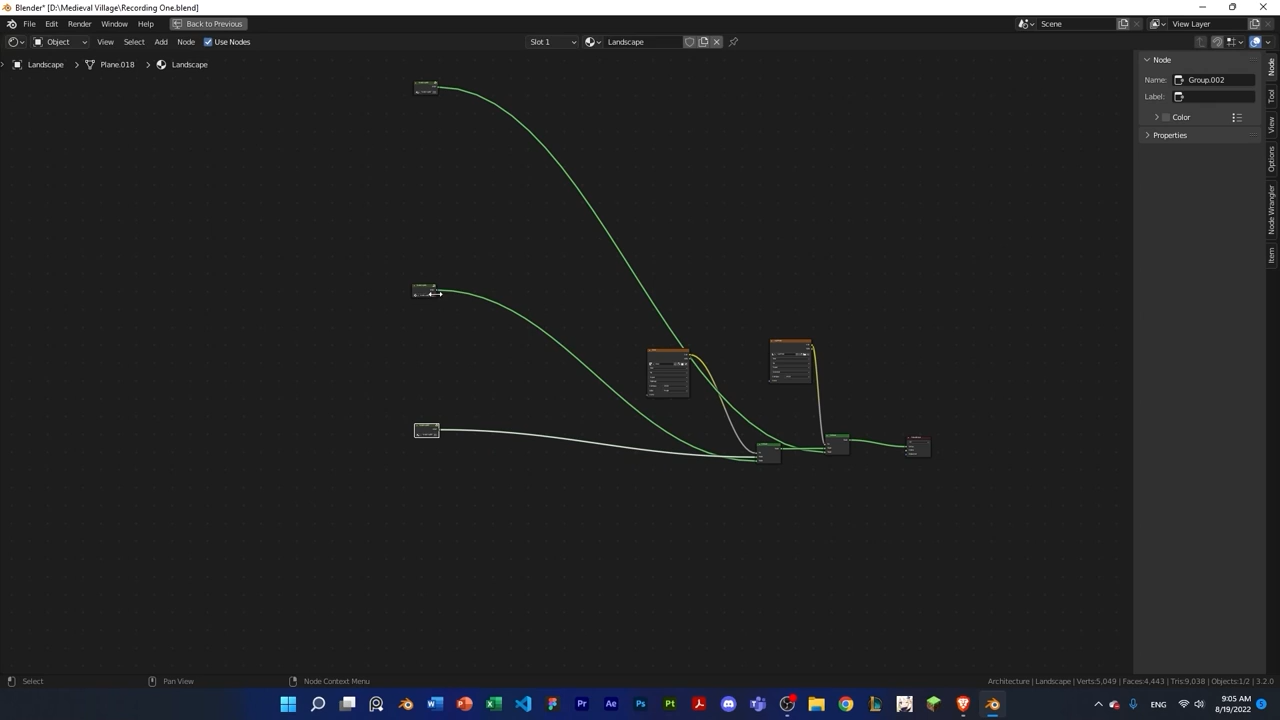 Blender* [D:\Medieval Village\Recording One.blend]
File Edit Render Window Help Back to Previous Scene View Layer
Object View Select Add Node Use Nodes Slot 1 Landscape
Landscape > Plane.018 > Landscape
Node
Name: Group.002
Label:
Color
Properties
Node
Tool
View
Options
Node Wrangler
Item
Select Pan View Node Context Menu Architecture | Landscape | Verts:5,049 | Faces:4,443 | Tris:9,038 | Objects:1/2 | 3.2.0
ENG 9:05 AM
8/19/2022